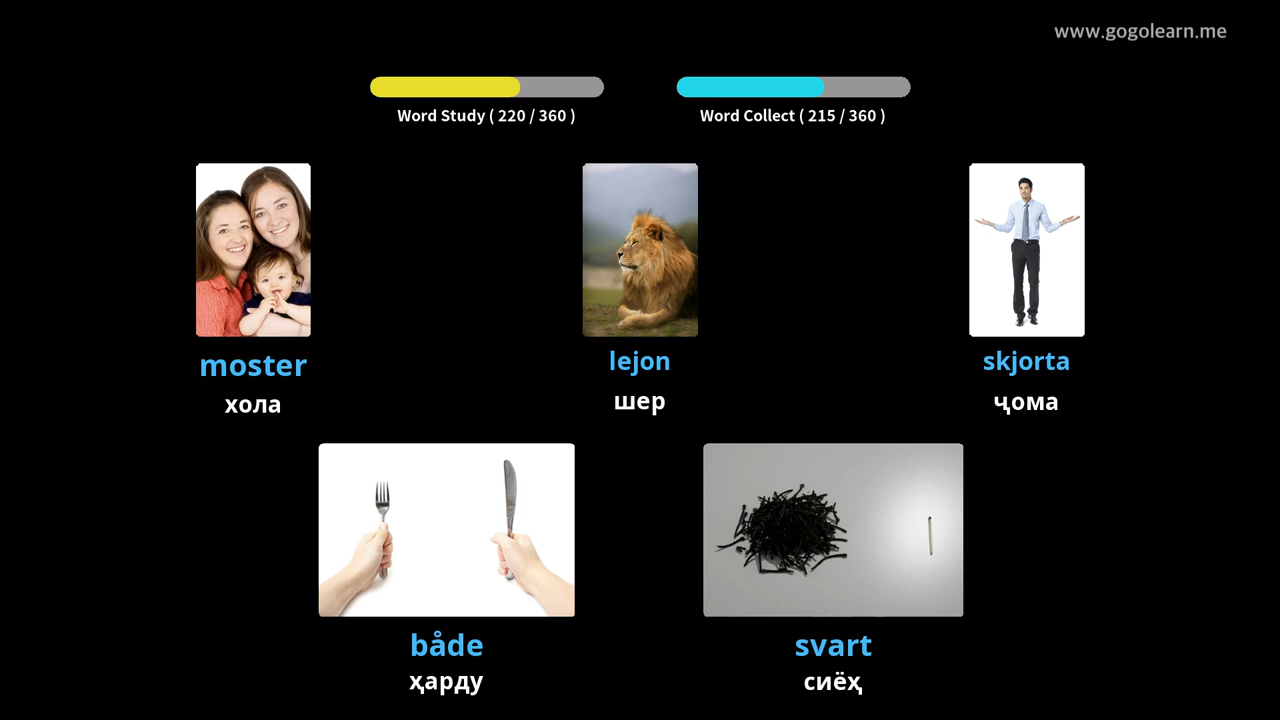 www.gogolearn.me
Word Study ( 220 / 360 )
Word Collect ( 215 / 360 )
moster
хола
lejon
шер
skjorta
ҷома
både
ҳарду
svart
сиёҳ